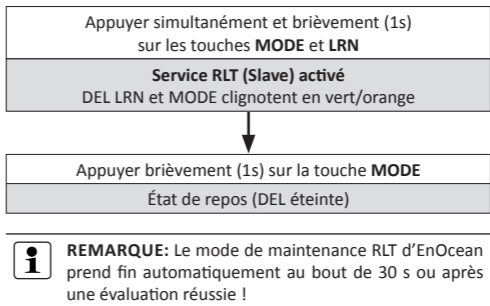 Appuyer simultanément et brièvement (1s)
sur les touches MODE et LRN
Service RLT (Slave) activé
DEL LRN et MODE clignotent en vert/orange
Appuyer brièvement (1s) sur la touche MODE
État de repos (DEL éteinte)
i REMARQUE: Le mode de maintenance RLT d'EnOcean
prend fin automatiquement au bout de 30 s ou après
une évaluation réussie !